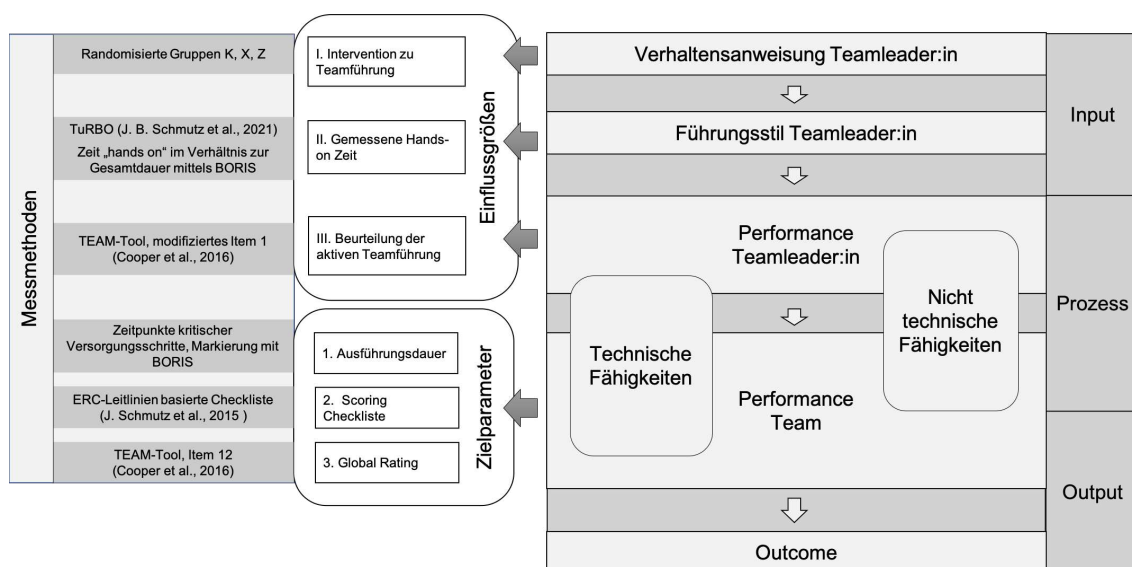 Messmethoden
Randomisierte Gruppen K, X, Z
TuRBO (J. B. Schmutz et al., 2021)
Zeit „hands on“ im Verhältnis zur
Gesamtdauer mittels BORIS
TEAM-Tool, modifiziertes Item 1
(Cooper et al., 2016)
Zeitpunkte kritischer
Versorgungsschritte, Markierung mit
BORIS
ERC-Leitlinien basierte Checkliste
(J. Schmutz et al., 2015 )
TEAM-Tool, Item 12
(Cooper et al., 2016)
I. Intervention zu
Teamführung
II. Gemessene Hands-
on Zeit
III. Beurteilung der
aktiven Teamführung
Einflussgrößen
1. Ausführungsdauer
2. Scoring
Checkliste
3. Global Rating
Zielparameter
Verhaltensanweisung Teamleader:in
Führungsstil Teamleader:in
Performance
Teamleader:in
Technische
Fähigkeiten
Nicht
technische
Fähigkeiten
Performance
Team
Outcome
Input
Prozess
Output